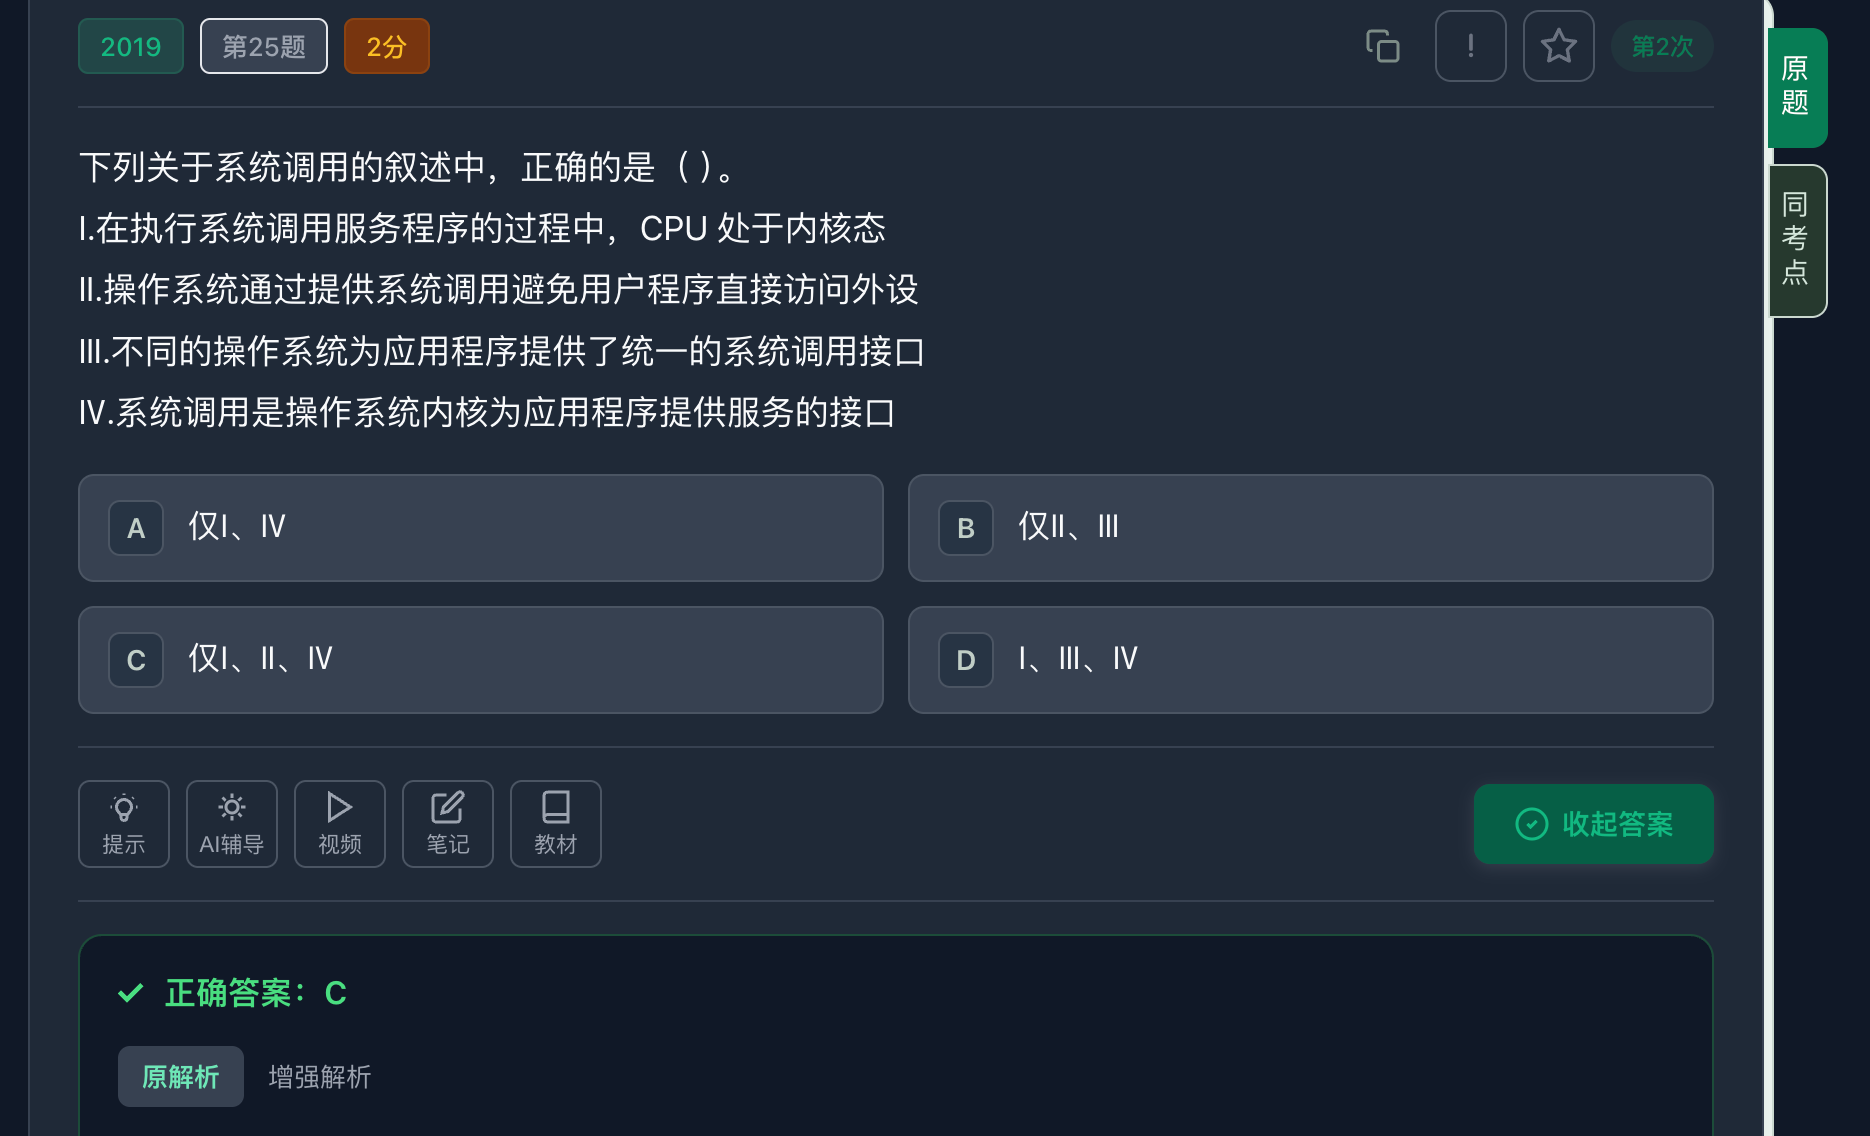 2019 第25题 2分 ! 第2次
原题
同考点
下列关于系统调用的叙述中，正确的是（ ）。
I.在执行系统调用服务程序的过程中，CPU 处于内核态
II.操作系统通过提供系统调用避免用户程序直接访问外设
III.不同的操作系统为应用程序提供了统一的系统调用接口
IV.系统调用是操作系统内核为应用程序提供服务的接口
A 仅I、IV
B 仅II、III
C 仅I、II、IV
D I、III、IV
提示 AI辅导 视频 笔记 教材 收起答案
正确答案：C
原解析 增强解析